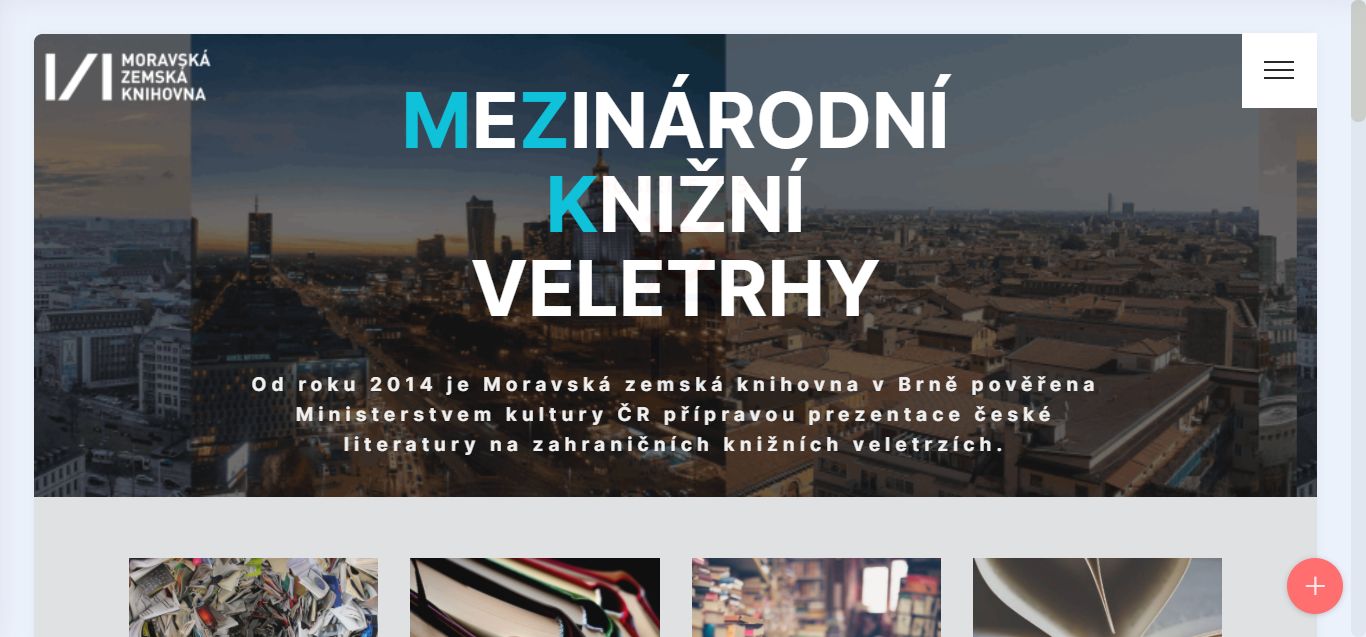 MORAVSKÁ
ZEMSKÁ
KNIHOVNA
MEZINÁRODNÍ
KNIŽNÍ
VELETRHY
Od roku 2014 je Moravská zemská knihovna v Brně pověřena
Ministerstvem kultury ČR přípravou prezentace české
literatury na zahraničních knižních veletrzích.